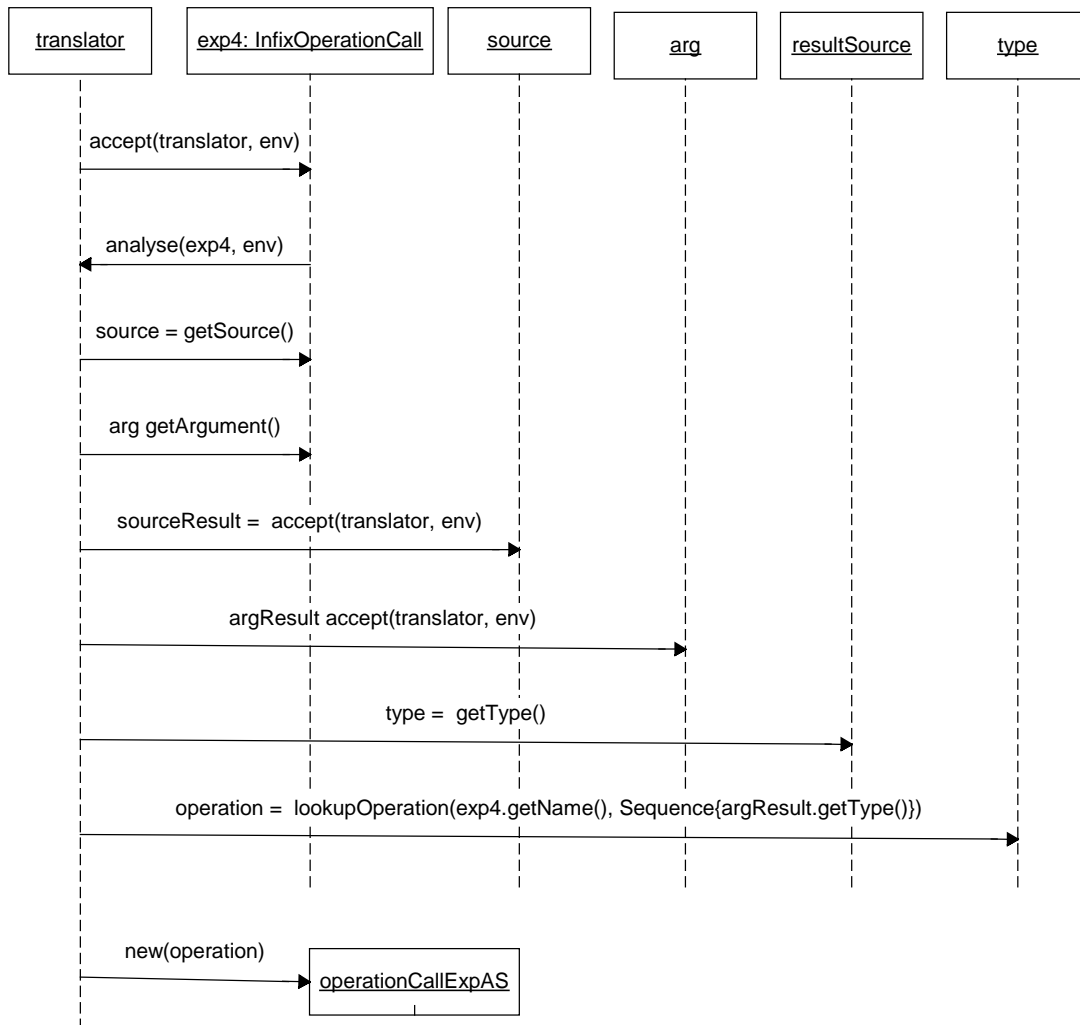 translator
exp4: InfixOperationCall
source
arg
resultSource
type
accept(translator, env)
analyse(exp4, env)
source = getSource()
arg getArgument()
sourceResult =  accept(translator, env)
argResult accept(translator, env)
type =  getType()
operation =  lookupOperation(exp4.getName(), Sequence{argResult.getType()})
new(operation)
operationCallExpAS